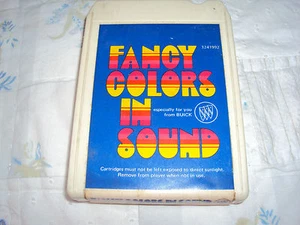 FANCY
COLORS
IN
SOUND
especially for you
from BUICK
Cartridges must not be left exposed to direct sunlight.
Remove from player when not in use.